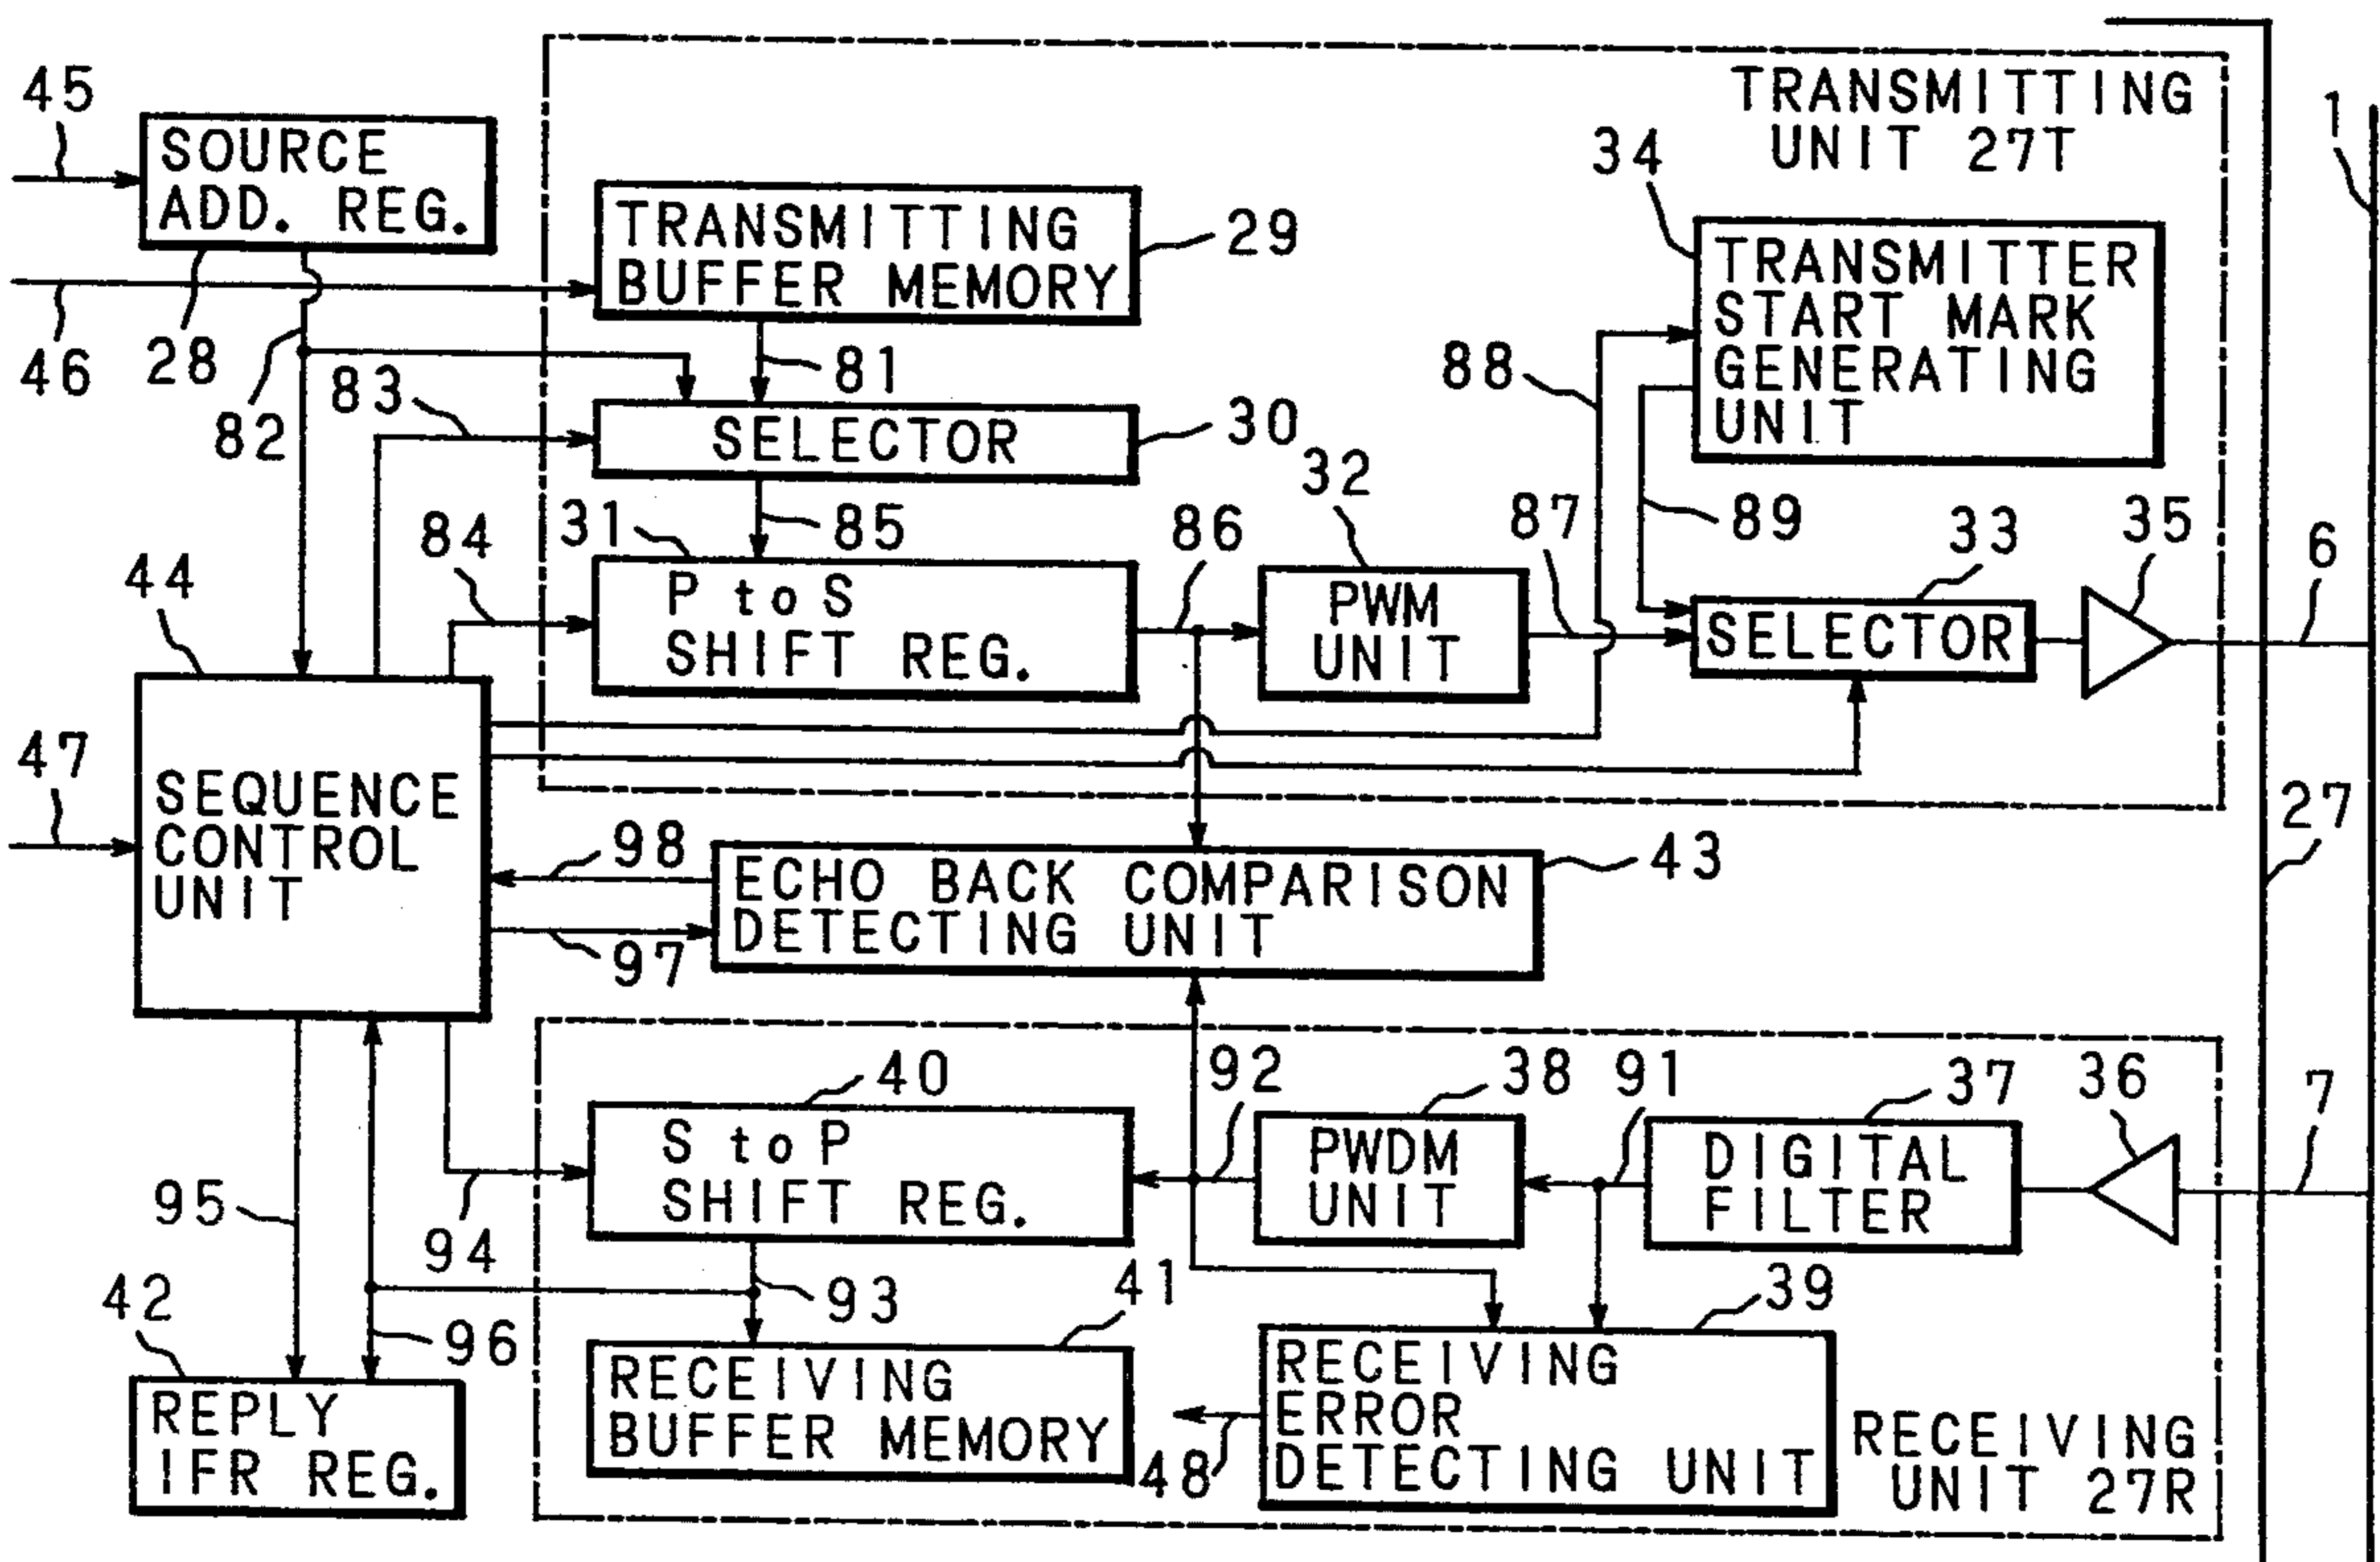 TRANSMITTING
UNIT 27T
45
SOURCE
ADD. REG.
34
1
TRANSMITTING
BUFFER MEMORY
29
TRANSMITTER
START MARK
GENERATING
UNIT
46
28
83
81
88
82
SELECTOR
30
32
84
31
85
86
87
89
33
35
6
44
P to S
SHIFT REG.
PWM
UNIT
SELECTOR
47
SEQUENCE
CONTROL
UNIT
27
98
97
ECHO BACK COMPARISON
DETECTING UNIT
43
40
92
38
91
37
36
7
S to P
SHIFT REG.
PWDM
UNIT
DIGITAL
FILTER
95
94
42
96
93
41
39
REPLY
IFR REG.
RECEIVING
BUFFER MEMORY
48
RECEIVING
ERROR
DETECTING UNIT
RECEIVING
UNIT 27R